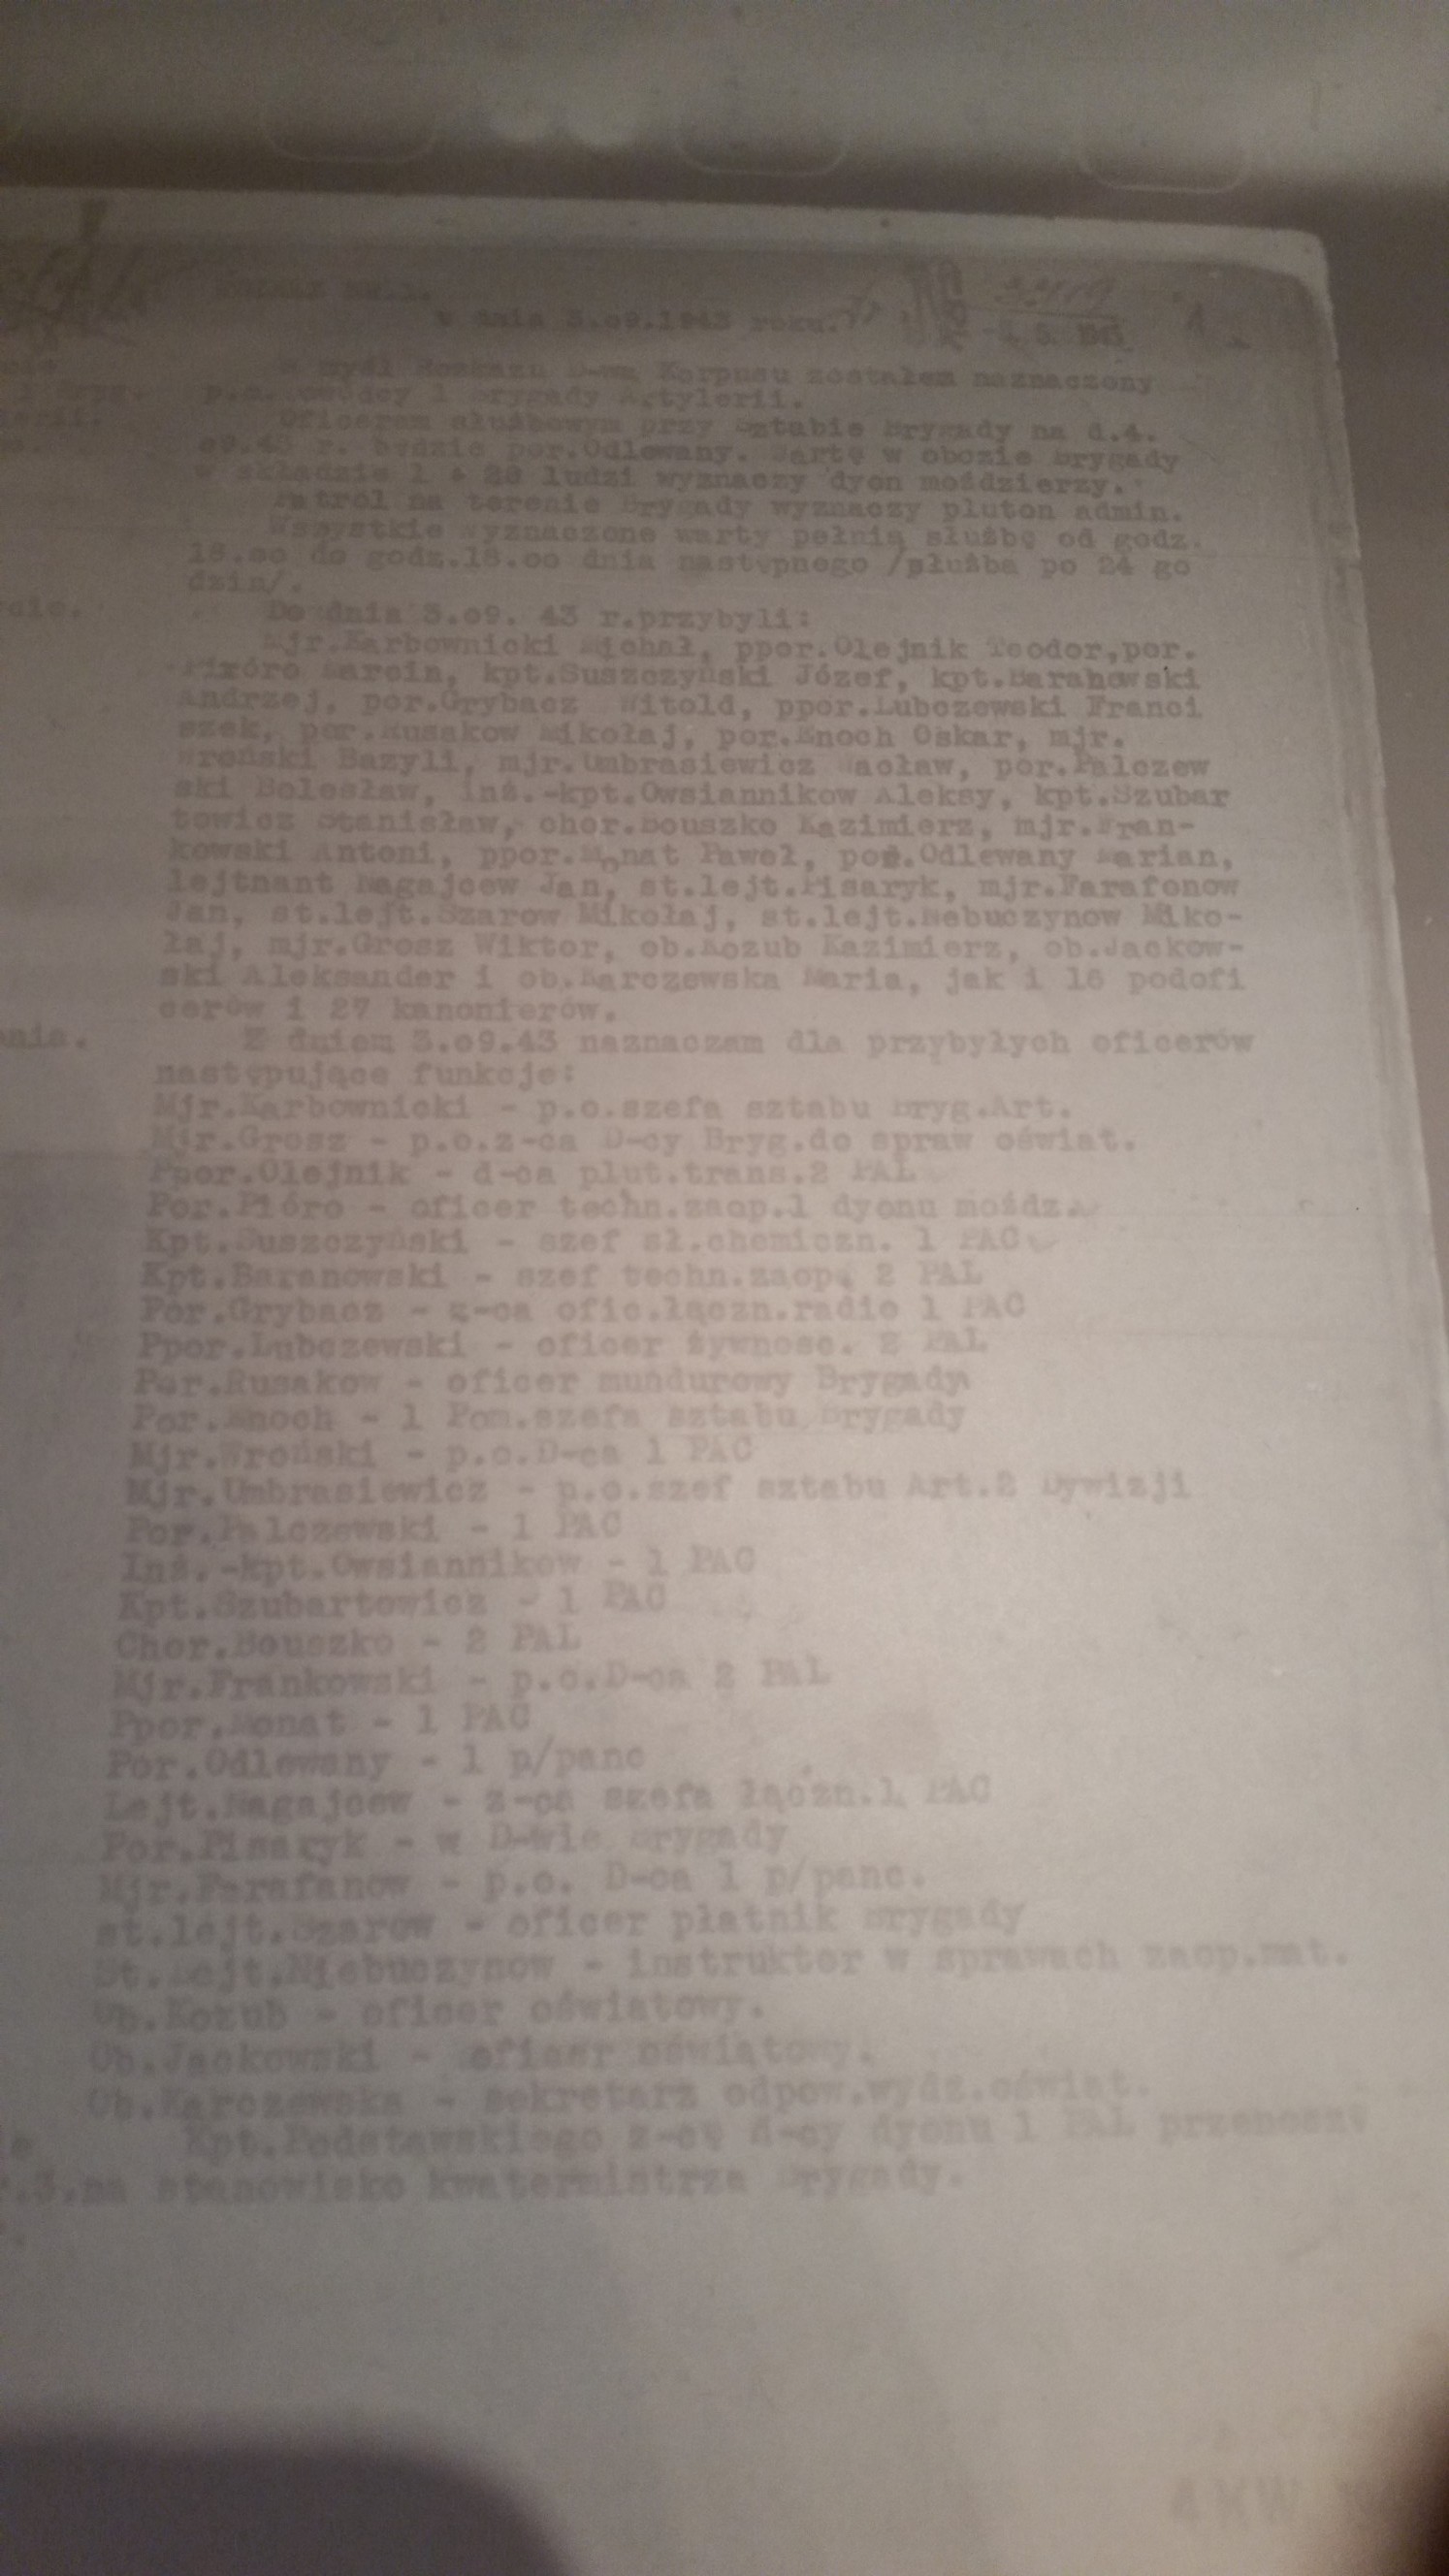 w dnia 3.o9.1943 roku.
W myśl Rozkazu D-wa Korpusu zostałem naznaczony
p.o. Dowódcy 1 Brygady Artylerii.
Oficerem służbowym przy Sztabie Brygady na d.4.
o9.43 r. będzie por.Odlewany. Wartę w obozie Brygady
w składzie 1 + 28 ludzi wyznaczy dyon moździerzy.
Patrol na terenie Brygady wyznaczy pluton admin.
Wszystkie wyznaczone warty pełnią służbę od godz.
18.oo do godz.18.oo dnia następnego /służba po 24 go
dzin/.
Do dnia 3.o9. 43 r.przybyli:
Mjr.Karbownicki Michał, ppor.Olejnik Teodor,por.
Pióro Marcin, kpt.Suszczyński Józef, kpt.Baranowski
Andrzej, por.Grybacz Witold, ppor.Lubczewski Franci
szek, por.Rusakow Mikołaj, por.Knoch Oskar, mjr.
Wroński Bazyli, mjr.Umbrasiewicz Wacław, por.Palczew
ski Bolesław, inż.-kpt.Owsiannikow Aleksy, kpt.Szubar
towicz Stanisław, chor.Bouszko Kazimierz, mjr.Fran-
kowski Antoni, ppor.Monat Paweł, por.Odlewany Marian,
lejtnant Nagajcew Jan, st.lejt.Pisaryk, mjr.Farafonow
Jan, st.lejt.Szarow Mikołaj, st.lejt.Nebuczynow Miko-
łaj, mjr.Grosz Wiktor, ob.Kozub Kazimierz, ob.Jackow-
ski Aleksander i ob.Karczewska Maria, jak i 16 podofi
cerów i 27 kanonierów.
Z dniem 3.o9.43 naznaczam dla przybyłych oficerów
następujące funkcje:
Mjr.Karbownicki - p.o.szefa sztabu Bryg.Art.
Mjr.Grosz - p.o.z-ca D-cy Bryg.do spraw oświat.
Ppor.Olejnik - d-ca plut.trans.2 PAL
Por.Pióro - oficer techn.zaop.1 dyonu moźdz.
Kpt.Suszczyński - szef sł.chemiczn. 1 PAC
Kpt.Baranowski - szef techn.zaop. 2 PAL
Por.Grybacz - z-ca ofic.łączn.radio 1 PAC
Ppor.Lubczewski - oficer żywnosc. 2 PAL
Por.Rusakow - oficer mundurowy Brygady
Por.Knoch - 1 Pom.szefa sztabu Brygady
Mjr.Wroński - p.o.D-ca 1 PAC
Mjr.Umbrasiewicz - p.o.szef sztabu Art.2 Dywizji
Por.Palczewski - 1 PAC
Inż.-kpt.Owsiannikow - 1 PAC
Kpt.Szubartowicz - 1 PAC
Chor.Bouszko - 2 PAL
Mjr.Frankowski - p.o.D-ca 2 PAL
Ppor.Monat - 1 PAC
Por.Odlewany - 1 p/panc
Lejt.Nagajcew - z-ca szefa łączn.1 PAC
Por.Pisaryk - w D-wie Brygady
Mjr.Farafanow - p.o. D-ca 1 p/panc.
st.lejt.Szarow - oficer płatnik Brygady
St.Lejt.Niebuczynow - instruktor w sprawach zaop.mat.
Ob.Kozub - oficer oświatowy.
Ob.Jackowski - oficer oświatowy.
Ob.Karczewska - sekretarz odpow.wydz.oświat.
Kpt.Podstawskiego z-cę d-cy dyonu 1 PAL przenoszę
na stanowisko kwatermistrza Brygady.